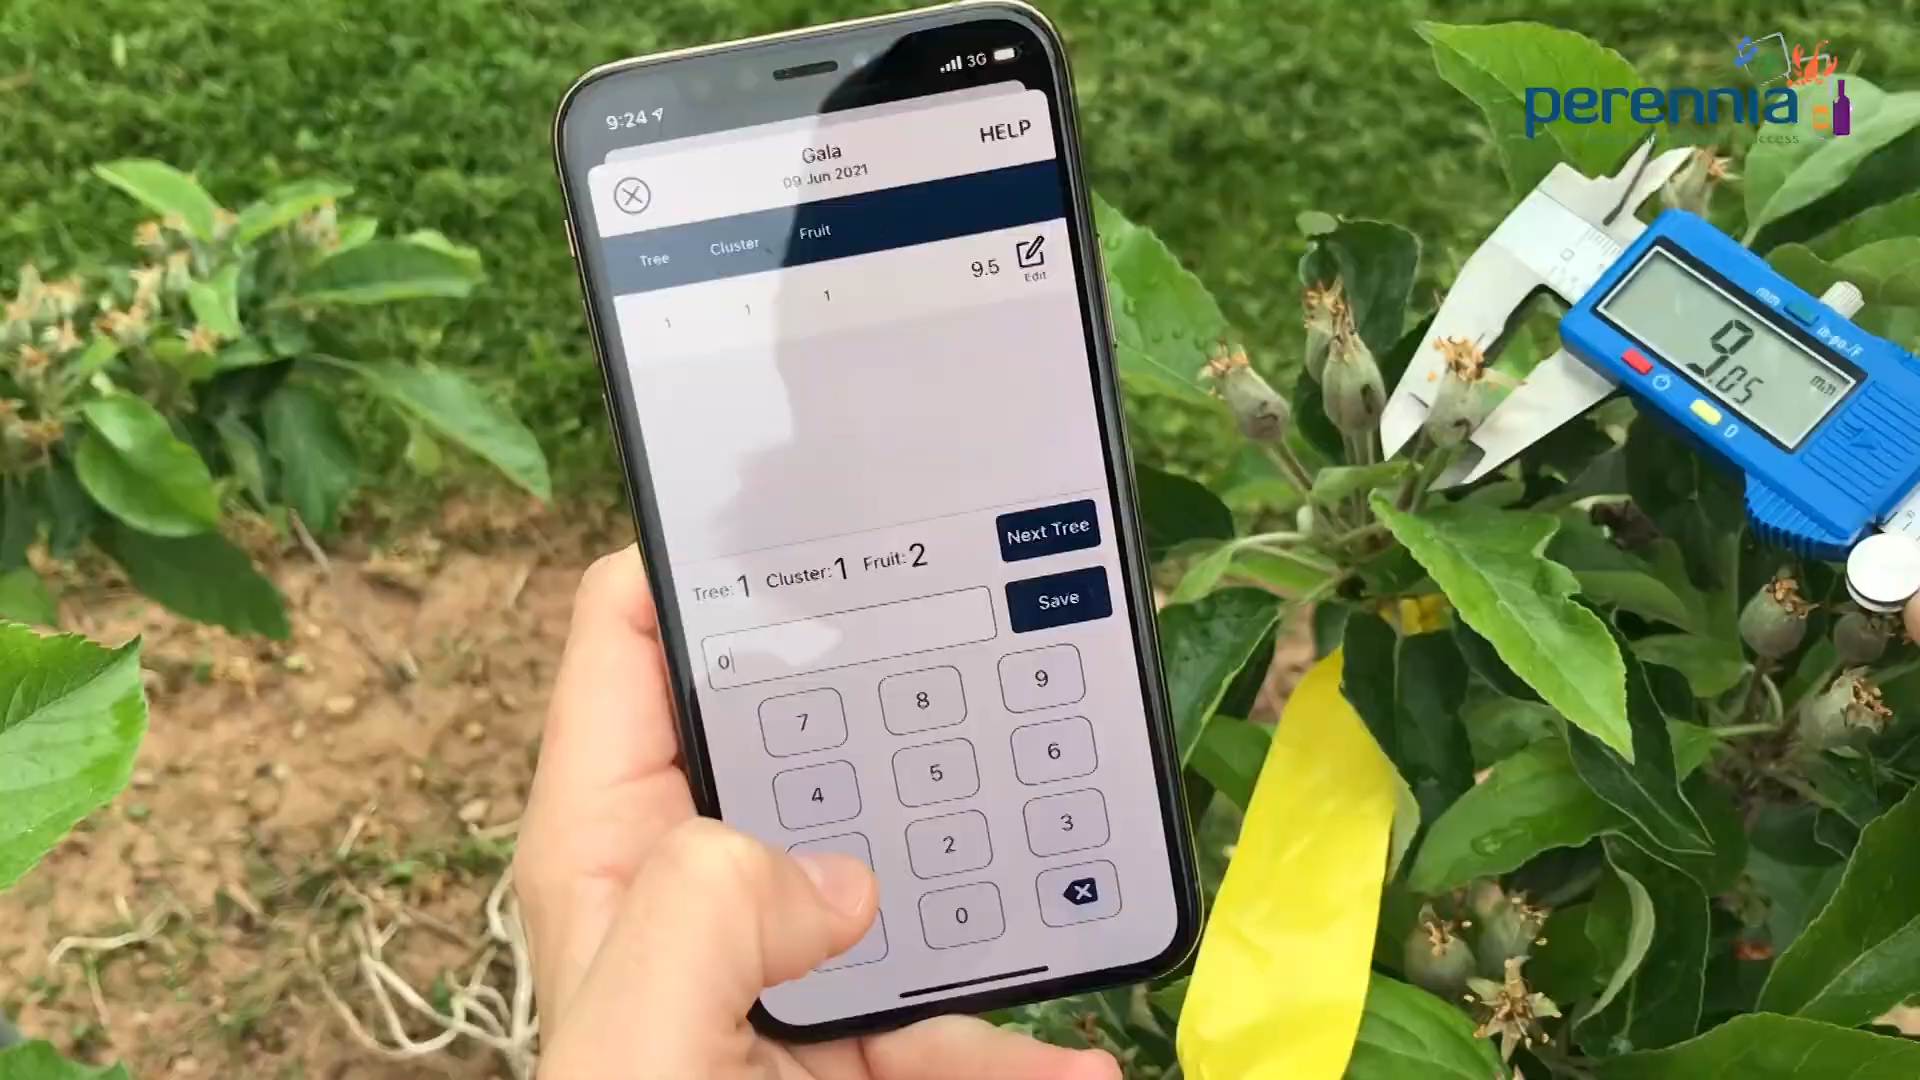 perennia
9:24
3G
Gala
09 Jun 2021
HELP
Tree Cluster Fruit
1 1 1 9.5
Edit
Tree: 1 Cluster: 1 Fruit: 2
Next Tree
Save
0
7 8 9
4 5 6
2 3
0
mm
9.05 mm